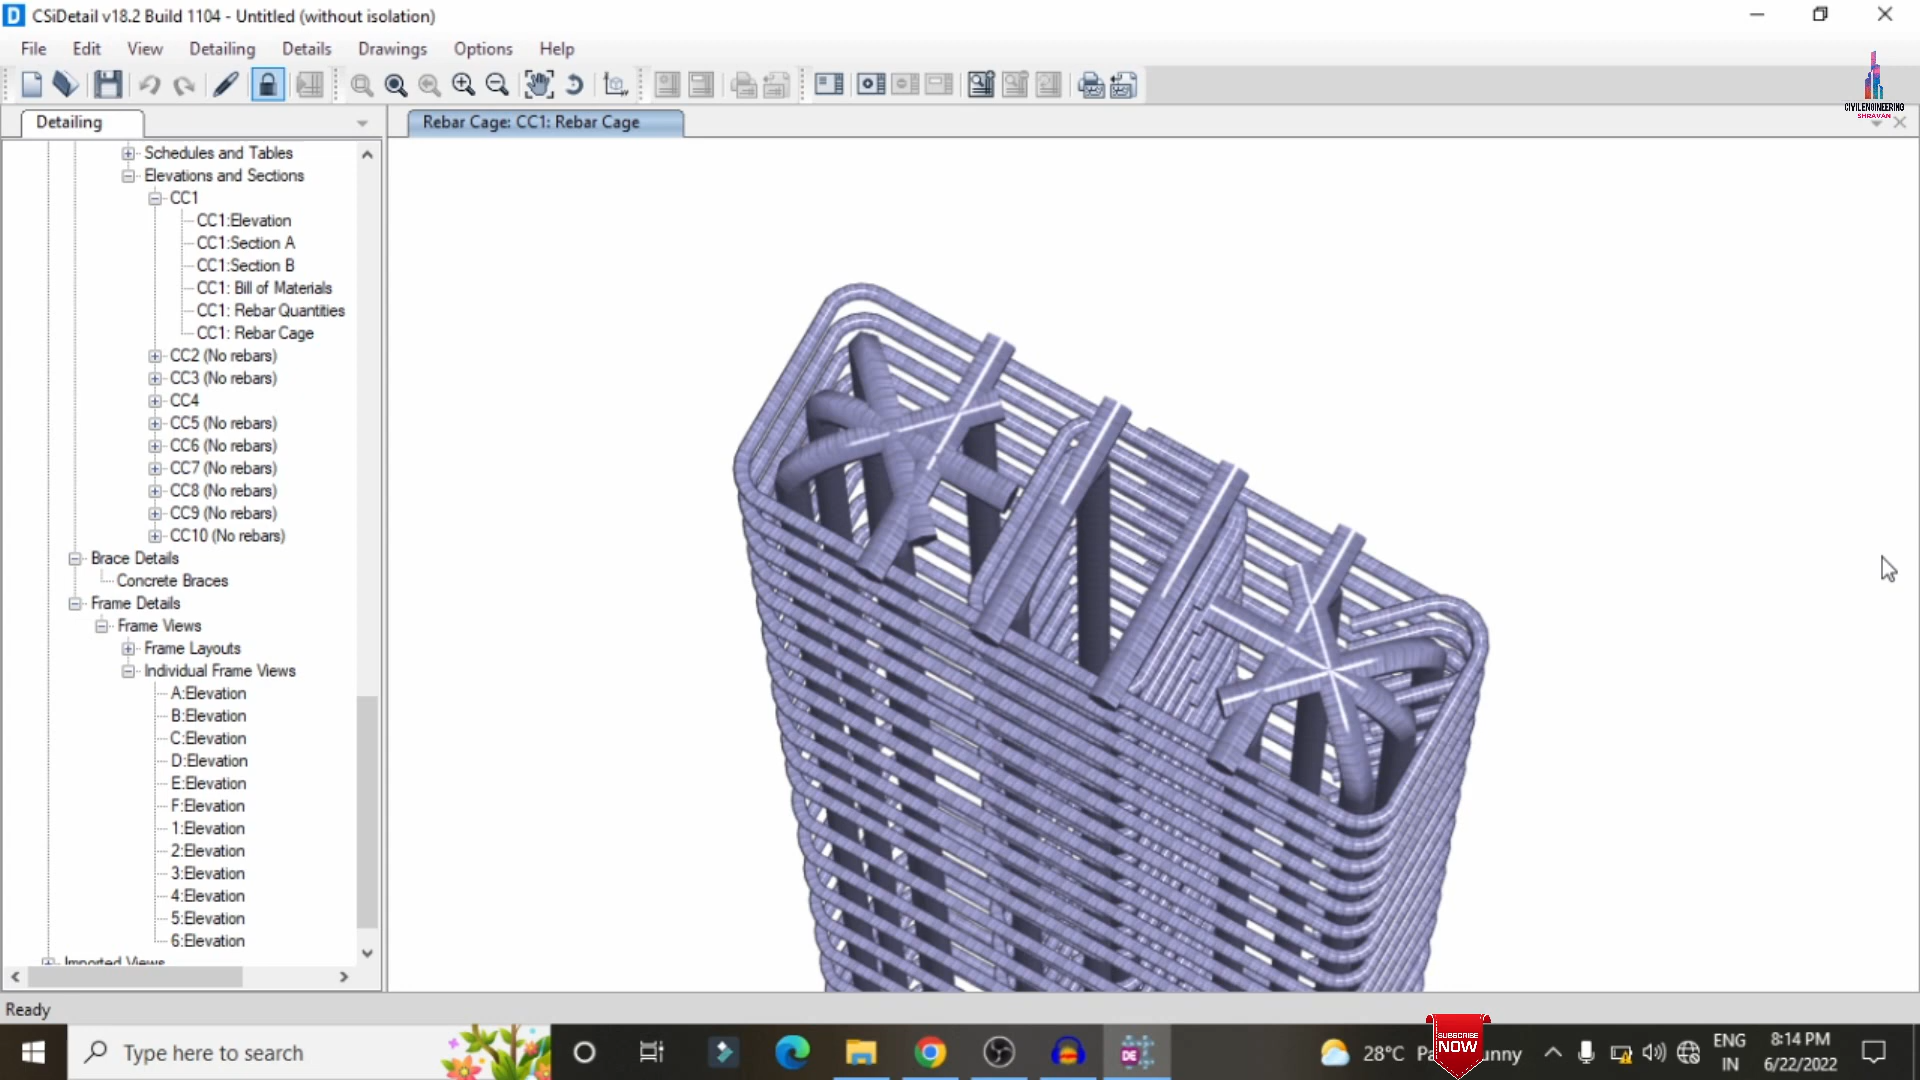 CSiDetail v18.2 Build 1104 - Untitled (without isolation)
File Edit View Detailing Details Drawings Options Help
CIVILENGINEERING
SHRAVAN
Detailing
Rebar Cage: CC1: Rebar Cage
Schedules and Tables
Elevations and Sections
CC1
CC1:Elevation
CC1:Section A
CC1:Section B
CC1: Bill of Materials
CC1: Rebar Quantities
CC1: Rebar Cage
CC2 (No rebars)
CC3 (No rebars)
CC4
CC5 (No rebars)
CC6 (No rebars)
CC7 (No rebars)
CC8 (No rebars)
CC9 (No rebars)
CC10 (No rebars)
Brace Details
Concrete Braces
Frame Details
Frame Views
Frame Layouts
Individual Frame Views
A:Elevation
B:Elevation
C:Elevation
D:Elevation
E:Elevation
F:Elevation
1:Elevation
2:Elevation
3:Elevation
4:Elevation
5:Elevation
6:Elevation
Imported Views
Ready
Type here to search
DE
28°C
SUBSCRIBE
NOW
ENG
IN
8:14 PM
6/22/2022